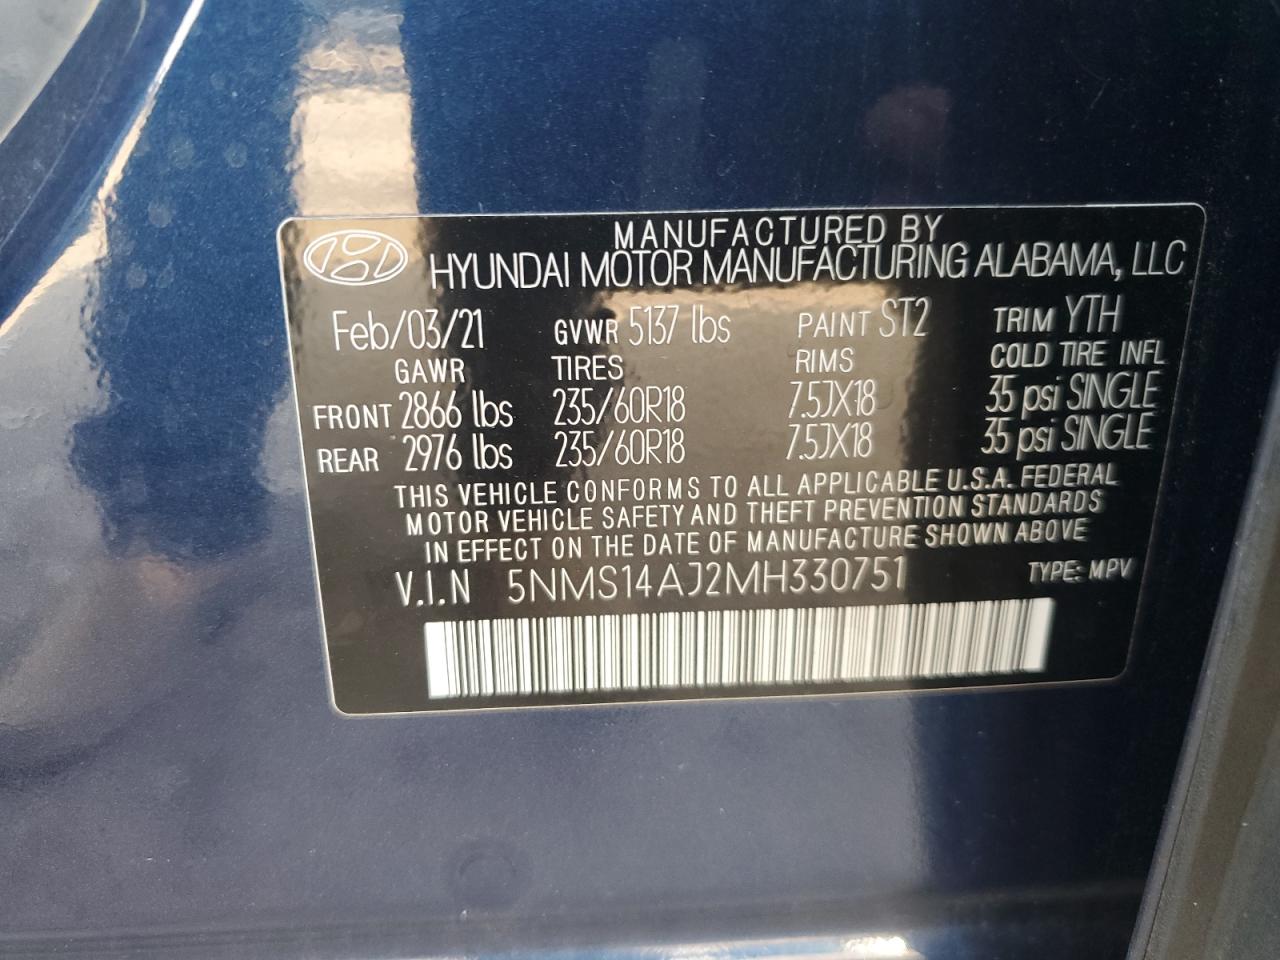 MANUFACTURED BY
HYUNDAI MOTOR MANUFACTURING ALABAMA, LLC
Feb/03/21 GVWR 5137 lbs PAINT ST2 TRIM YTH
GAWR TIRES RIMS COLD TIRE INFL
FRONT 2866 lbs 235/60R18 7.5JX18 35 psi SINGLE
REAR 2976 lbs 235/60R18 7.5JX18 35 psi SINGLE
THIS VEHICLE CONFORMS TO ALL APPLICABLE U.S.A. FEDERAL
MOTOR VEHICLE SAFETY AND THEFT PREVENTION STANDARDS
IN EFFECT ON THE DATE OF MANUFACTURE SHOWN ABOVE
V.I.N 5NMS14AJ2MH330751 TYPE: MPV